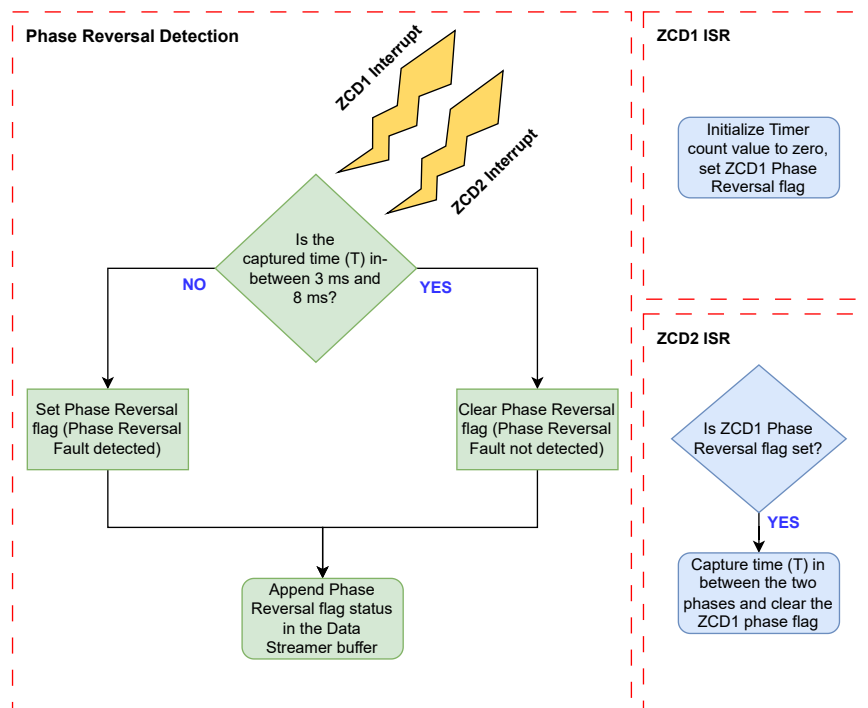 Phase Reversal Detection
ZCD1 Interrupt
ZCD2 Interrupt
Is the
captured time (T) in-
between 3 ms and
8 ms?
NO
YES
Set Phase Reversal
flag (Phase Reversal
Fault detected)
Clear Phase Reversal
flag (Phase Reversal
Fault not detected)
Append Phase
Reversal flag status
in the Data
Streamer buffer
ZCD1 ISR
Initialize Timer
count value to zero,
set ZCD1 Phase
Reversal flag
ZCD2 ISR
Is ZCD1 Phase
Reversal flag set?
YES
Capture time (T) in
between the two
phases and clear the
ZCD1 phase flag